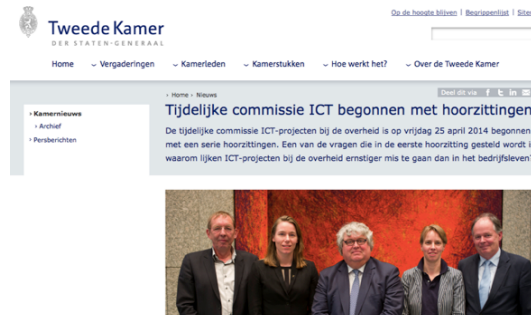 Op de hoogte blijven | Begrippenlijst | Site
Tweede Kamer
DER STATEN-GENERAAL
Home Vergaderingen Kamerleden Kamerstukken Hoe werkt het? Over de Tweede Kamer
Home › Nieuws
Deel dit via
› Kamernieuws
› Archief
› Persberichten
Tijdelijke commissie ICT begonnen met hoorzittingen
De tijdelijke commissie ICT-projecten bij de overheid is op vrijdag 25 april 2014 begonnen
met een serie hoorzittingen. Een van de vragen die in de eerste hoorzitting gesteld wordt i
waarom lijken ICT-projecten bij de overheid ernstiger mis te gaan dan in het bedrijfsleven?